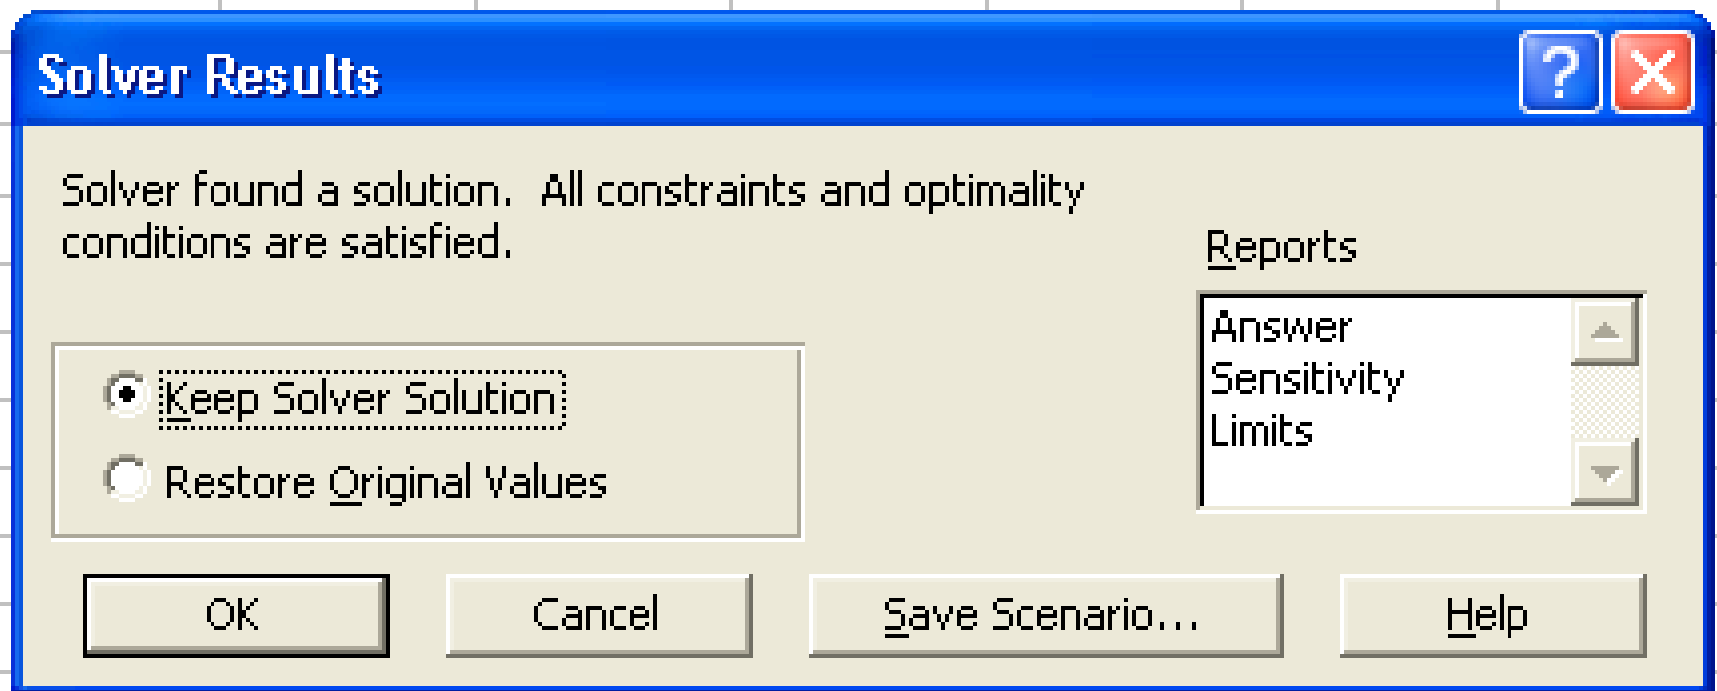 Solver Results
Solver found a solution.  All constraints and optimality
conditions are satisfied.
Reports
Answer
Sensitivity
Limits
Keep Solver Solution
Restore Original Values
OK
Cancel
Save Scenario...
Help